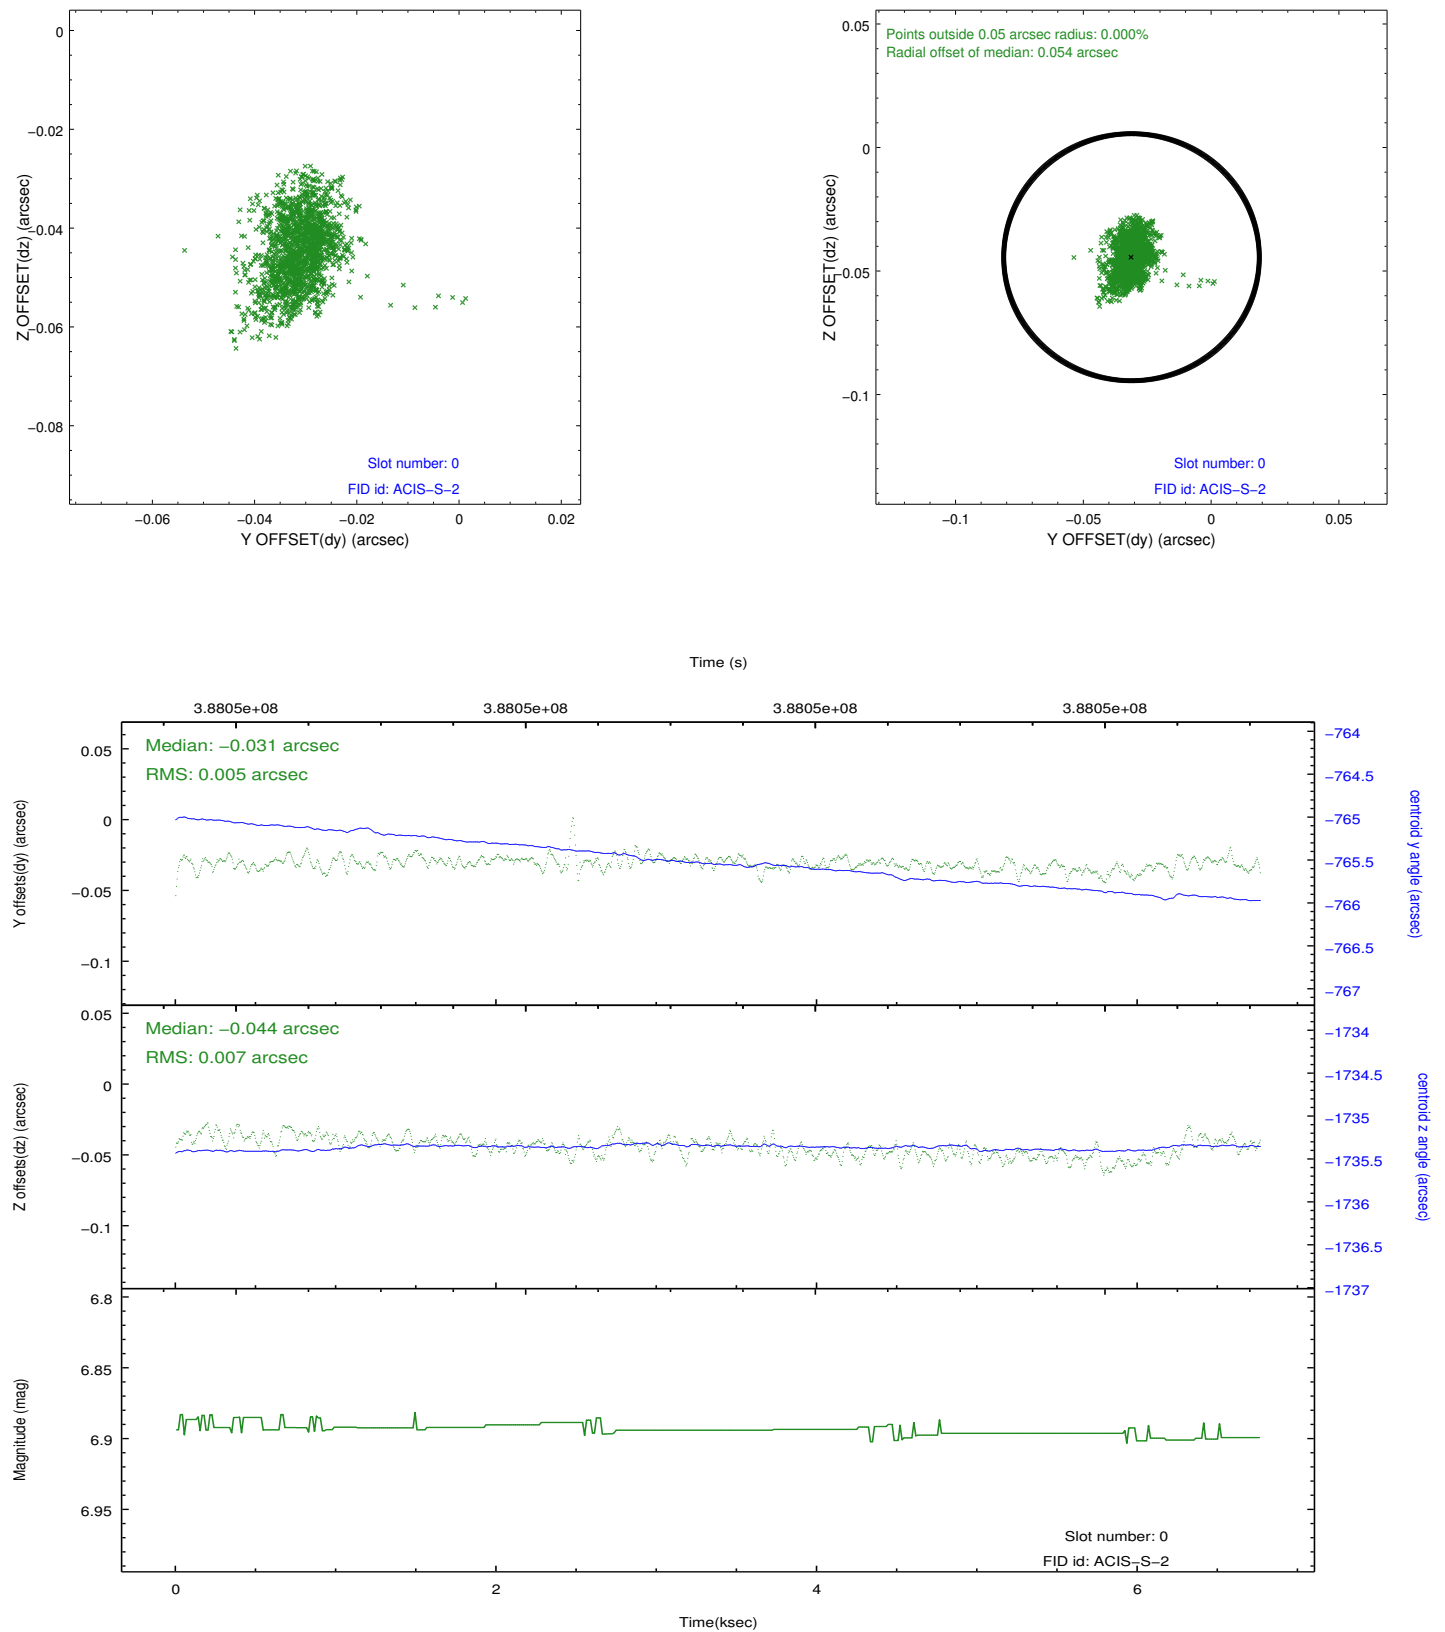 0
−0.02
−0.04
−0.06
−0.08
Z OFFSET(dz) (arcsec)
−0.06
−0.04
−0.02
0
0.02
Y OFFSET(dy) (arcsec)
Slot number: 0
FID id: ACIS−S−2
Points outside 0.05 arcsec radius: 0.000%
Radial offset of median: 0.054 arcsec
0.05
0
−0.05
−0.1
Z OFFSET(dz) (arcsec)
−0.1
−0.05
0
0.05
Y OFFSET(dy) (arcsec)
Slot number: 0
FID id: ACIS−S−2
Time (s)
3.8805e+08
3.8805e+08
3.8805e+08
3.8805e+08
Median: −0.031 arcsec
RMS: 0.005 arcsec
0.05
0
−0.05
−0.1
Y offsets(dy) (arcsec)
−764
−764.5
−765
−765.5
−766
−766.5
−767
centroid y angle (arcsec)
Median: −0.044 arcsec
RMS: 0.007 arcsec
0.05
0
−0.05
−0.1
Z offsets(dz) (arcsec)
−1734
−1734.5
−1735
−1735.5
−1736
−1736.5
−1737
centroid z angle (arcsec)
6.8
6.85
6.9
6.95
Magnitude (mag)
Slot number: 0
FID id: ACIS−S−2
0
2
4
6
Time(ksec)